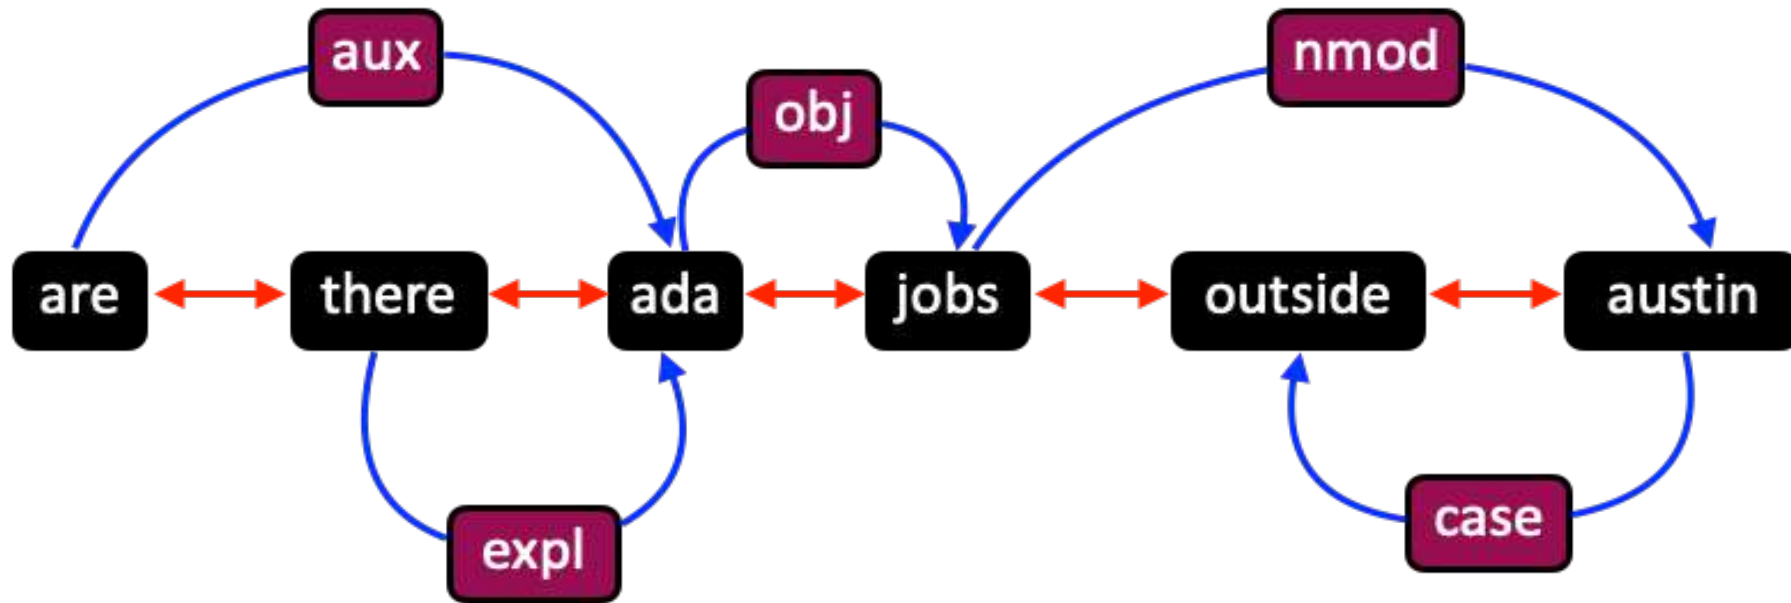 aux
nmod
obj
are there ada jobs outside austin
case
expl